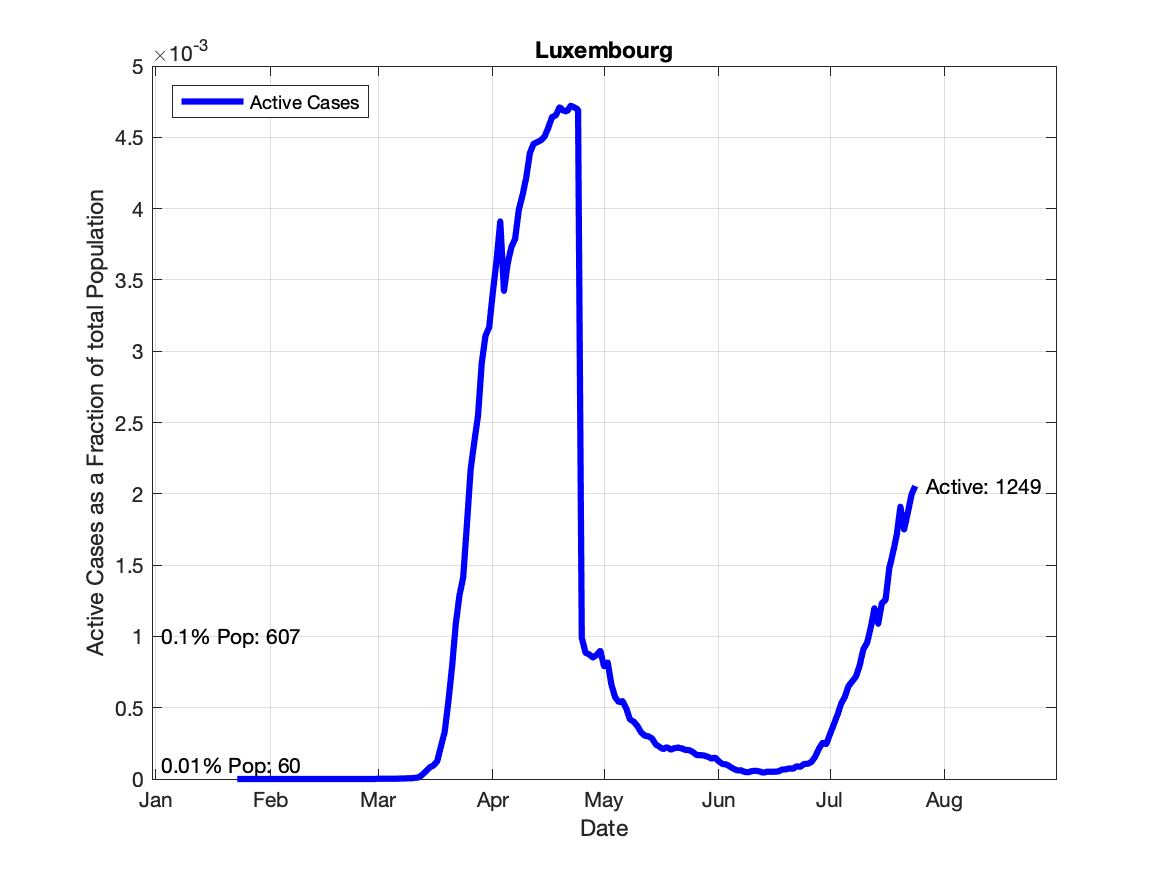 Luxembourg
×10-3
Active Cases
5
4.5
4
3.5
3
2.5
2
1.5
1
0.5
0
Active Cases as a Fraction of total Population
Active: 1249
0.1% Pop: 607
0.01% Pop: 60
Jan Feb Mar Apr May Jun Jul Aug
Date